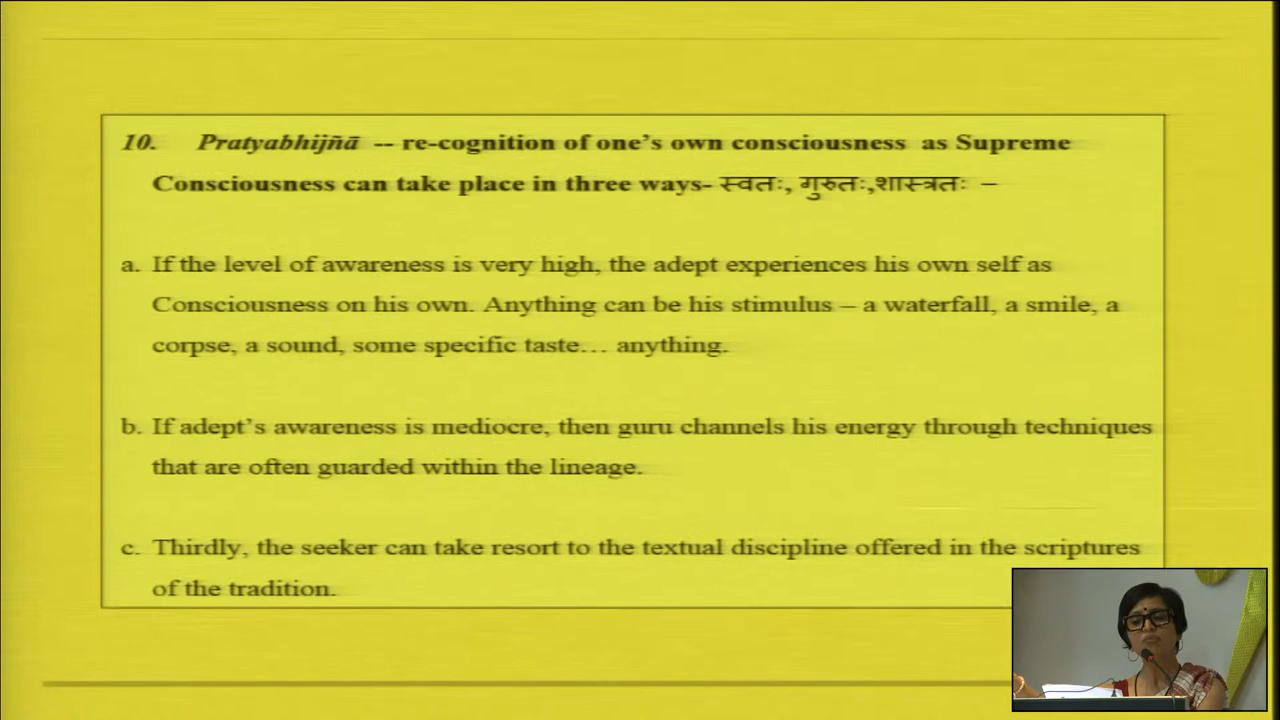 10. Pratyabhijñā -- re-cognition of one's own consciousness as Supreme
Consciousness can take place in three ways- स्वतः, गुरुतः,शास्त्रतः –
a. If the level of awareness is very high, the adept experiences his own self as
Consciousness on his own. Anything can be his stimulus – a waterfall, a smile, a
corpse, a sound, some specific taste… anything.
b. If adept's awareness is mediocre, then guru channels his energy through techniques
that are often guarded within the lineage.
c. Thirdly, the seeker can take resort to the textual discipline offered in the scriptures
of the tradition.